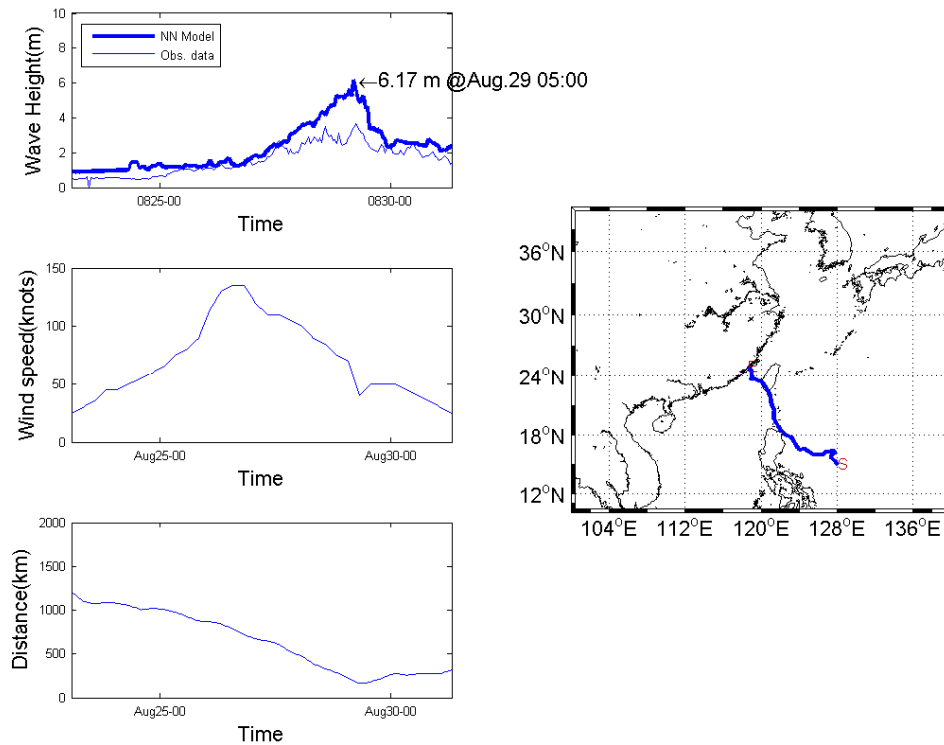 10
8
6
4
2
0
Wave Height(m)
NN Model
Obs. data
←6.17 m @Aug.29 05:00
0825-00
0830-00
Time
150
100
50
0
Wind speed(knots)
Aug25-00
Aug30-00
Time
2000
1500
1000
500
0
Distance(km)
Aug25-00
Aug30-00
Time
36°N
30°N
24°N
18°N
12°N
104°E
112°E
120°E
128°E
136°E
S